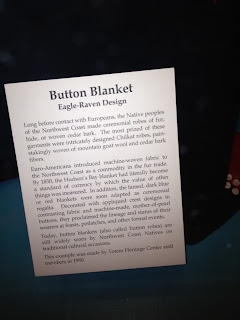 Button Blanket
Eagle-Raven Design
Long before contact with Europeans, the Native peoples
of the Northwest Coast made ceremonial robes of fur,
hide, or woven cedar bark. The most prized of these
garments were intricately designed Chilkat robes, pain-
stakingly woven of mountain goat wool and cedar bark
fibers.
Euro-Americans introduced machine-woven fabric to
the Northwest Coast as a commodity in the fur trade.
By 1850, the Hudson's Bay blanket had literally become
a standard of currency by which the value of other
things was measured. In addition, the famed, dark blue
or red blankets were soon adapted as ceremonial
regalia. Decorated with appliquéd crest designs in
contrasting fabric and machine-made, mother-of-pearl
buttons, they proclaimed the lineage and status of their
wearers at feasts, potlatches, and other formal events.
Today, button blankets (also called button robes) are
still widely worn by Northwest Coast Natives on
traditional and cultural occasions.
This example was made by Totem Heritage Center staff
members in 1990.